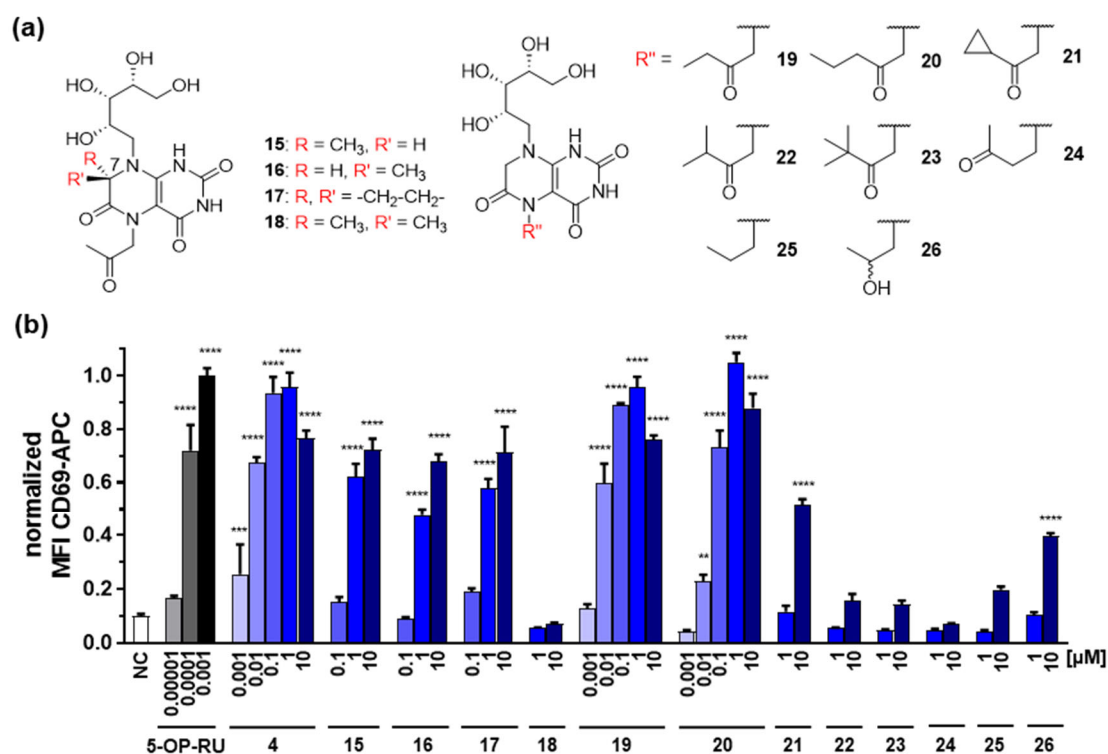 (a)
OH
HO
OH
HO
R
7
N
NH
O
R'
O
N
NH
O
O
15: R = CH₃, R' = H
16: R = H, R' = CH₃
17: R, R' = -CH₂-CH₂-
18: R = CH₃, R' = CH₃
OH
HO
OH
HO
N
NH
O
O
N
NH
R''
O
R'' =
O
19
O
20
O
21
O
22
O
23
O
24
25
OH
26
(b)
normalized
MFI CD69-APC
1.0
0.8
0.6
0.4
0.2
0.0
**** ****
*** **** **** **** ****
**** ****
**** ****
**** ****
**** **** **** ****
** **** **** ****
****
****
NC 0.00001 0.0001 0.001 0.001 0.01 0.1 1 10 0.1 1 10 0.1 1 10 0.1 1 10 1 10 0.001 0.01 0.1 1 10 0.001 0.01 0.1 1 10 1 10 1 10 1 10 1 10 1 10 1 10 [µM]
5-OP-RU 4 15 16 17 18 19 20 21 22 23 24 25 26